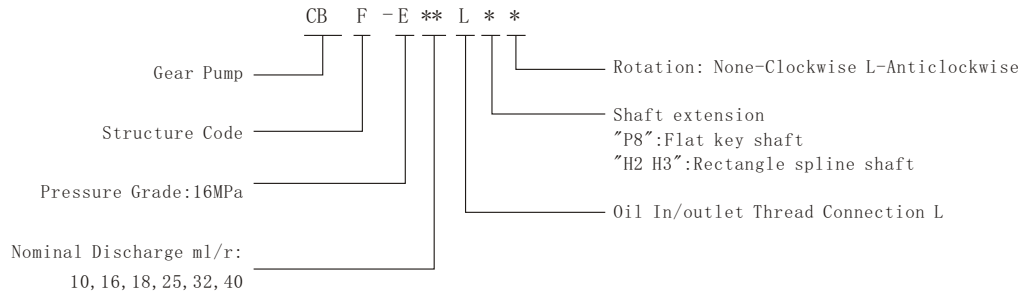 CB F-E ** L * *
Gear Pump
Structure Code
Pressure Grade:16MPa
Nominal Discharge ml/r:
10,16,18,25,32,40
Rotation: None-Clockwise L-Anticlockwise
Shaft extension
"P8":Flat key shaft
"H2 H3":Rectangle spline shaft
Oil In/outlet Thread Connection L